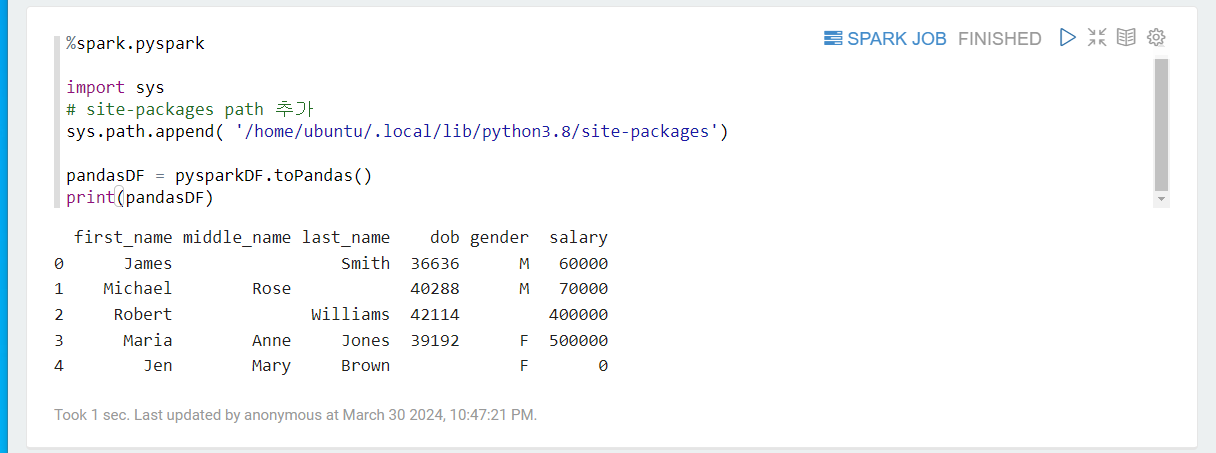 %spark.pyspark
SPARK JOB FINISHED
import sys
# site-packages path 추가
sys.path.append( '/home/ubuntu/.local/lib/python3.8/site-packages')
pandasDF = pysparkDF.toPandas()
print(pandasDF)
first_name middle_name last_name dob gender salary
0 James Smith 36636 M 60000
1 Michael Rose 40288 M 70000
2 Robert Williams 42114 400000
3 Maria Anne Jones 39192 F 500000
4 Jen Mary Brown F 0
Took 1 sec. Last updated by anonymous at March 30 2024, 10:47:21 PM.